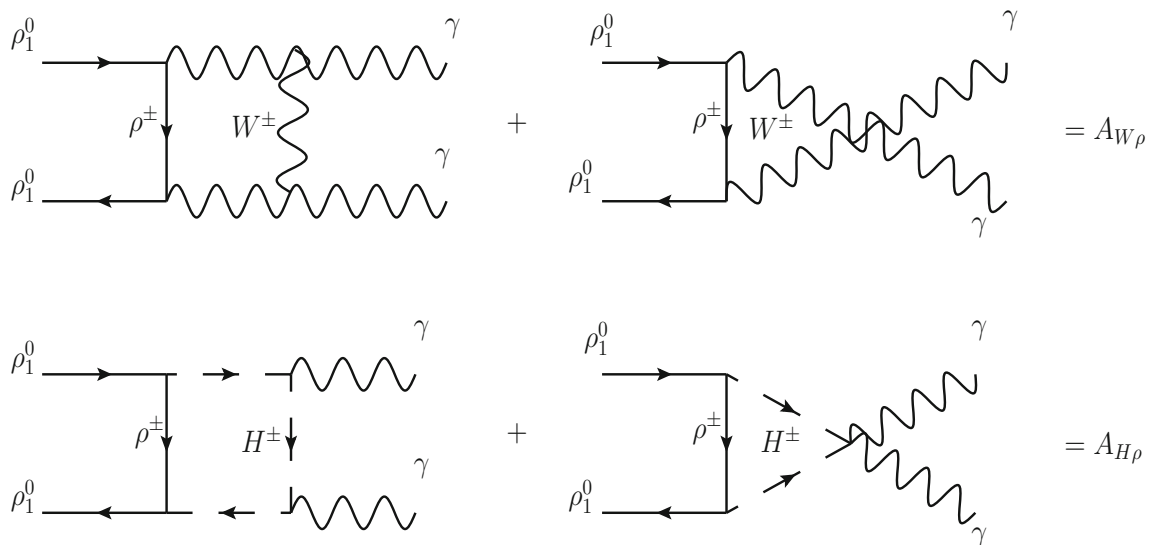 ρ₁⁰ γ ρ₁⁰ γ
ρ± W± + ρ± W± = A_{Wρ}
ρ₁⁰ γ ρ₁⁰ γ
ρ₁⁰ γ ρ₁⁰ γ
ρ± H± + ρ± H± = A_{Hρ}
ρ₁⁰ γ ρ₁⁰ γ